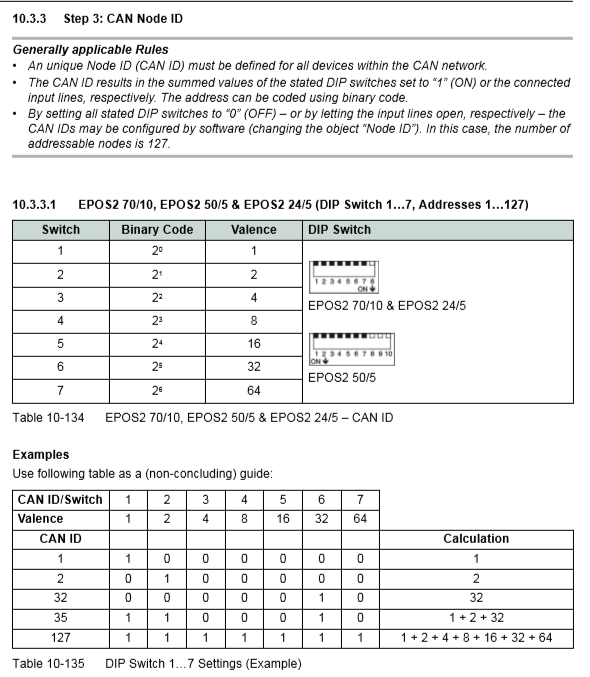 10.3.3 Step 3: CAN Node ID
Generally applicable Rules
• An unique Node ID (CAN ID) must be defined for all devices within the CAN network.
• The CAN ID results in the summed values of the stated DIP switches set to “1” (ON) or the connected
input lines, respectively. The address can be coded using binary code.
• By setting all stated DIP switches to “0” (OFF) – or by letting the input lines open, respectively – the
CAN IDs may be configured by software (changing the object “Node ID”). In this case, the number of
addressable nodes is 127.
10.3.3.1 EPOS2 70/10, EPOS2 50/5 & EPOS2 24/5 (DIP Switch 1…7, Addresses 1…127)
Switch Binary Code Valence DIP Switch
1 2⁰ 1
2 2¹ 2
3 2² 4
4 2³ 8
5 2⁴ 16
6 2⁵ 32
7 2⁶ 64
1 2 3 4 5 6 7 8
ON
EPOS2 70/10 & EPOS2 24/5
1 2 3 4 5 6 7 8 9 10
ON
EPOS2 50/5
Table 10-134 EPOS2 70/10, EPOS2 50/5 & EPOS2 24/5 – CAN ID
Examples
Use following table as a (non-concluding) guide:
CAN ID/Switch 1 2 3 4 5 6 7
Valence 1 2 4 8 16 32 64
CAN ID Calculation
1 1 0 0 0 0 0 0 1
2 0 1 0 0 0 0 0 2
32 0 0 0 0 0 1 0 32
35 1 1 0 0 0 1 0 1 + 2 + 32
127 1 1 1 1 1 1 1 1 + 2 + 4 + 8 + 16 + 32 + 64
Table 10-135 DIP Switch 1…7 Settings (Example)